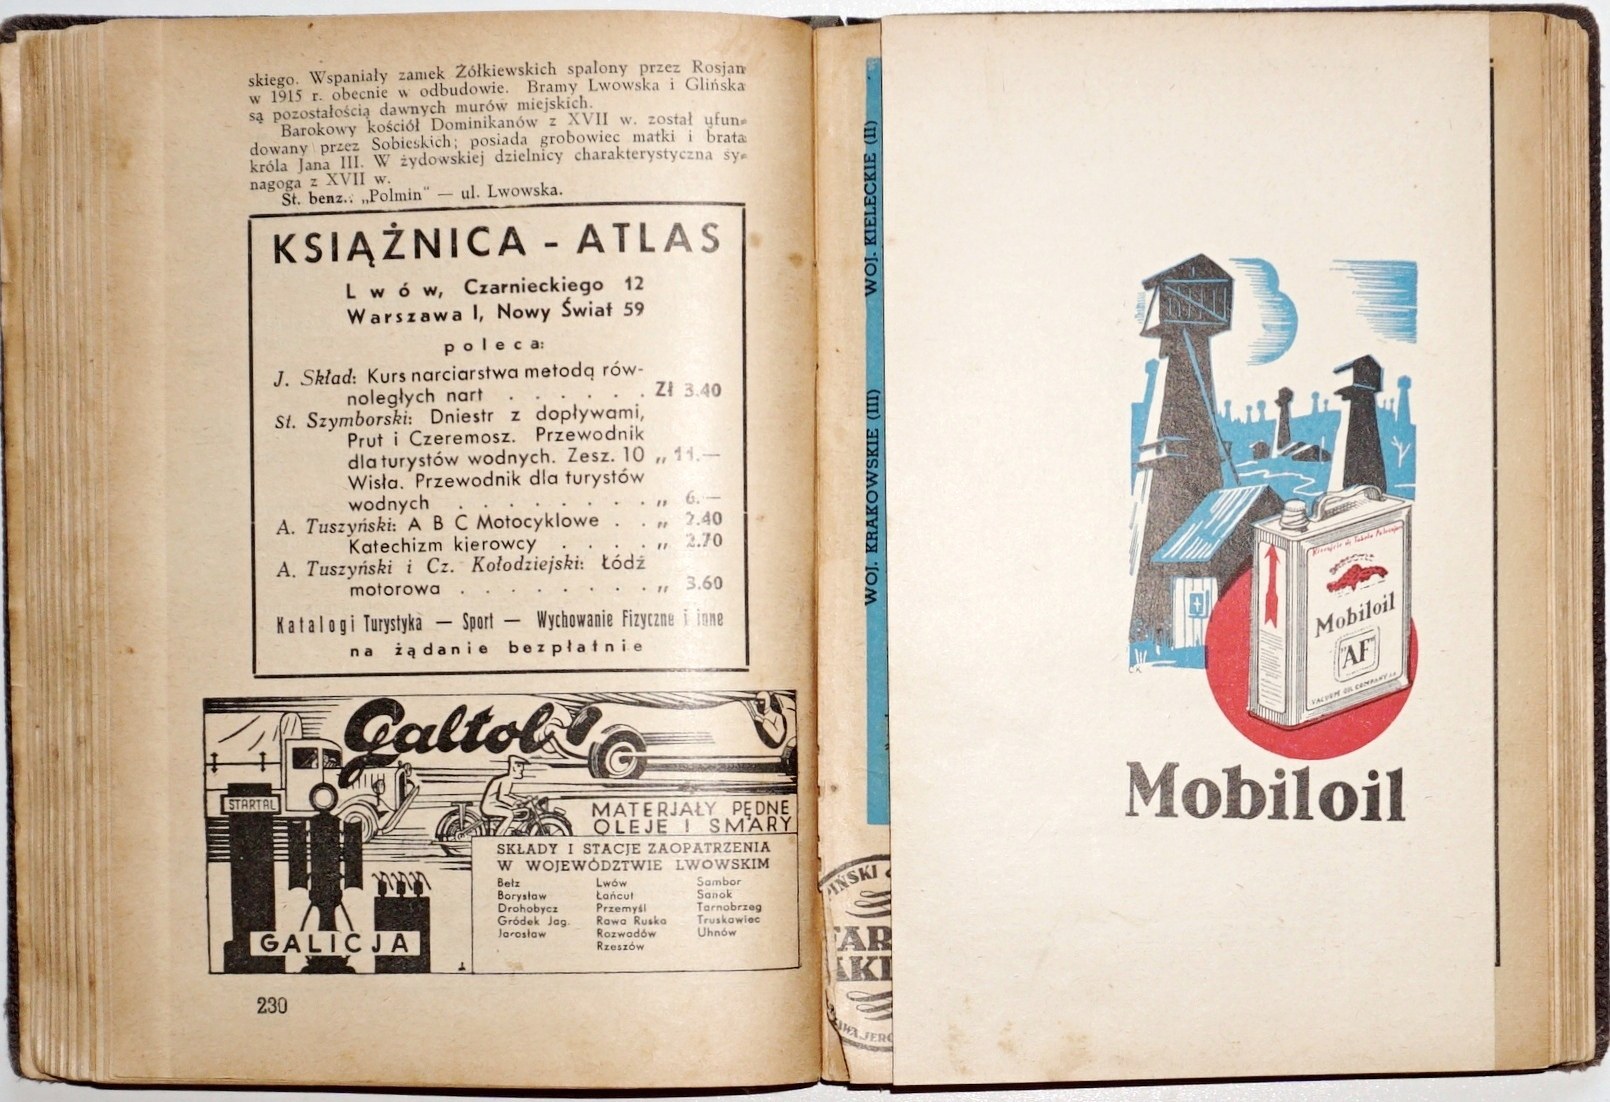 skiego. Wspaniały zamek Żółkiewskich spalony przez Rosjan
w 1915 r. obecnie w odbudowie. Bramy Lwowska i Glińska
są pozostałością dawnych murów miejskich.
Barokowy kościół Dominikanów z XVII w. został ufun-
dowany przez Sobieskich; posiada grobowiec matki i brata
króla Jana III. W żydowskiej dzielnicy charakterystyczna sy-
nagoga z XVII w.
St. benz.: „Polmin" — ul. Lwowska.
KSIĄŻNICA - ATLAS
Lwów, Czarnieckiego 12
Warszawa I, Nowy Świat 59
poleca:
J. Skład: Kurs narciarstwa metodą rów-
noległych nart . . . . . . Zł 3.40
St. Szymborski: Dniestr z dopływami,
Prut i Czeremosz. Przewodnik
dla turystów wodnych. Zesz. 10 „ 11.—
Wisła. Przewodnik dla turystów
wodnych . . . . . . . . „ 6.—
A. Tuszyński: A B C Motocyklowe . . „ 2.40
Katechizm kierowcy . . . . „ 2.70
A. Tuszyński i Cz. Kołodziejski: Łódź
motorowa . . . . . . . . „ 3.60
Katalogi Turystyka — Sport — Wychowanie Fizyczne i inne
na żądanie bezpłatnie
Galtol
STARTAL
MATERJAŁY PĘDNE
OLEJE I SMARY
SKŁADY I STACJE ZAOPATRZENIA
W WOJEWÓDZTWIE LWOWSKIM
Bełz Lwów Sambor
Borysław Łańcut Sanok
Drohobycz Przemyśl Tarnobrzeg
Gródek Jag. Rawa Ruska Truskawiec
Jarosław Rozwadów Uhnów
Rzeszów
GALICJA
230
WOJ. KIELECKIE (II)
WOJ. KRAKOWSKIE (III)
Mobiloil
"AF"
VACUUM OIL COMPANY S.A.
Mobiloil